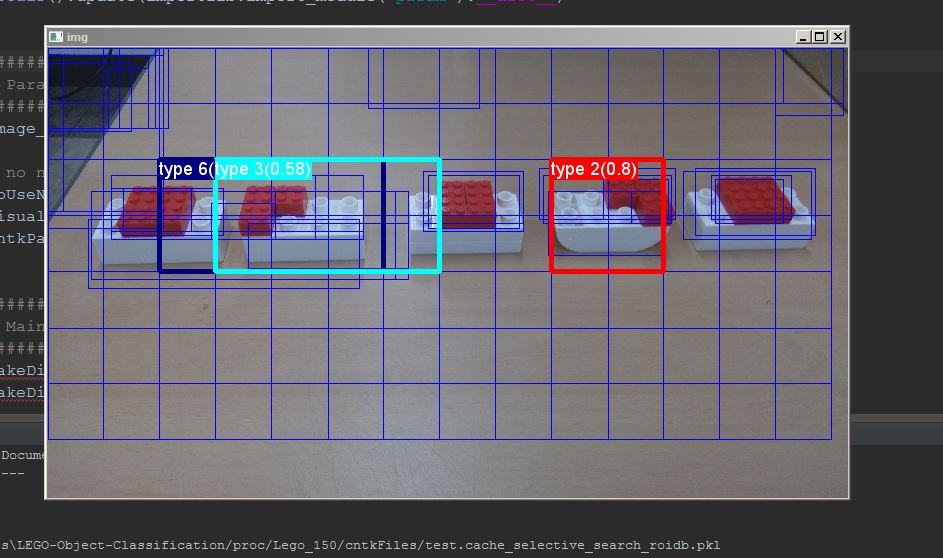 img
#####
Para
#####
mage_
no n
oUseN
isual
ntkPa
type 6(
type 3(0.58)
type 2(0.8)
#####
Main
#####
akeDi
akeDi
Docume
---
s\LEGO-Object-Classification/proc/Lego_150/cntkFiles/test.cache_selective_search_roidb.pkl